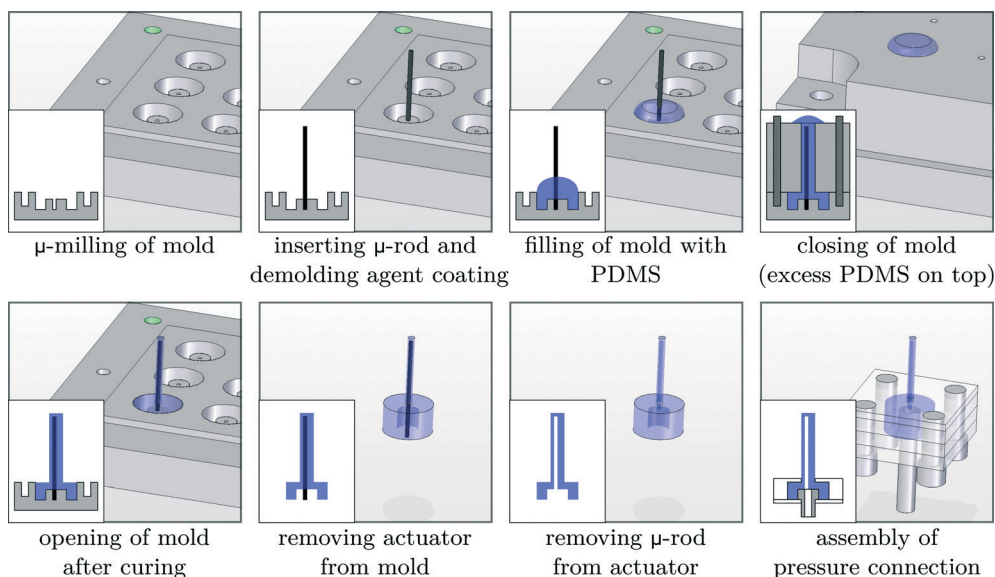 μ-milling of mold
inserting μ-rod and
demolding agent coating
filling of mold with
PDMS
closing of mold
(excess PDMS on top)
opening of mold
after curing
removing actuator
from mold
removing μ-rod
from actuator
assembly of
pressure connection